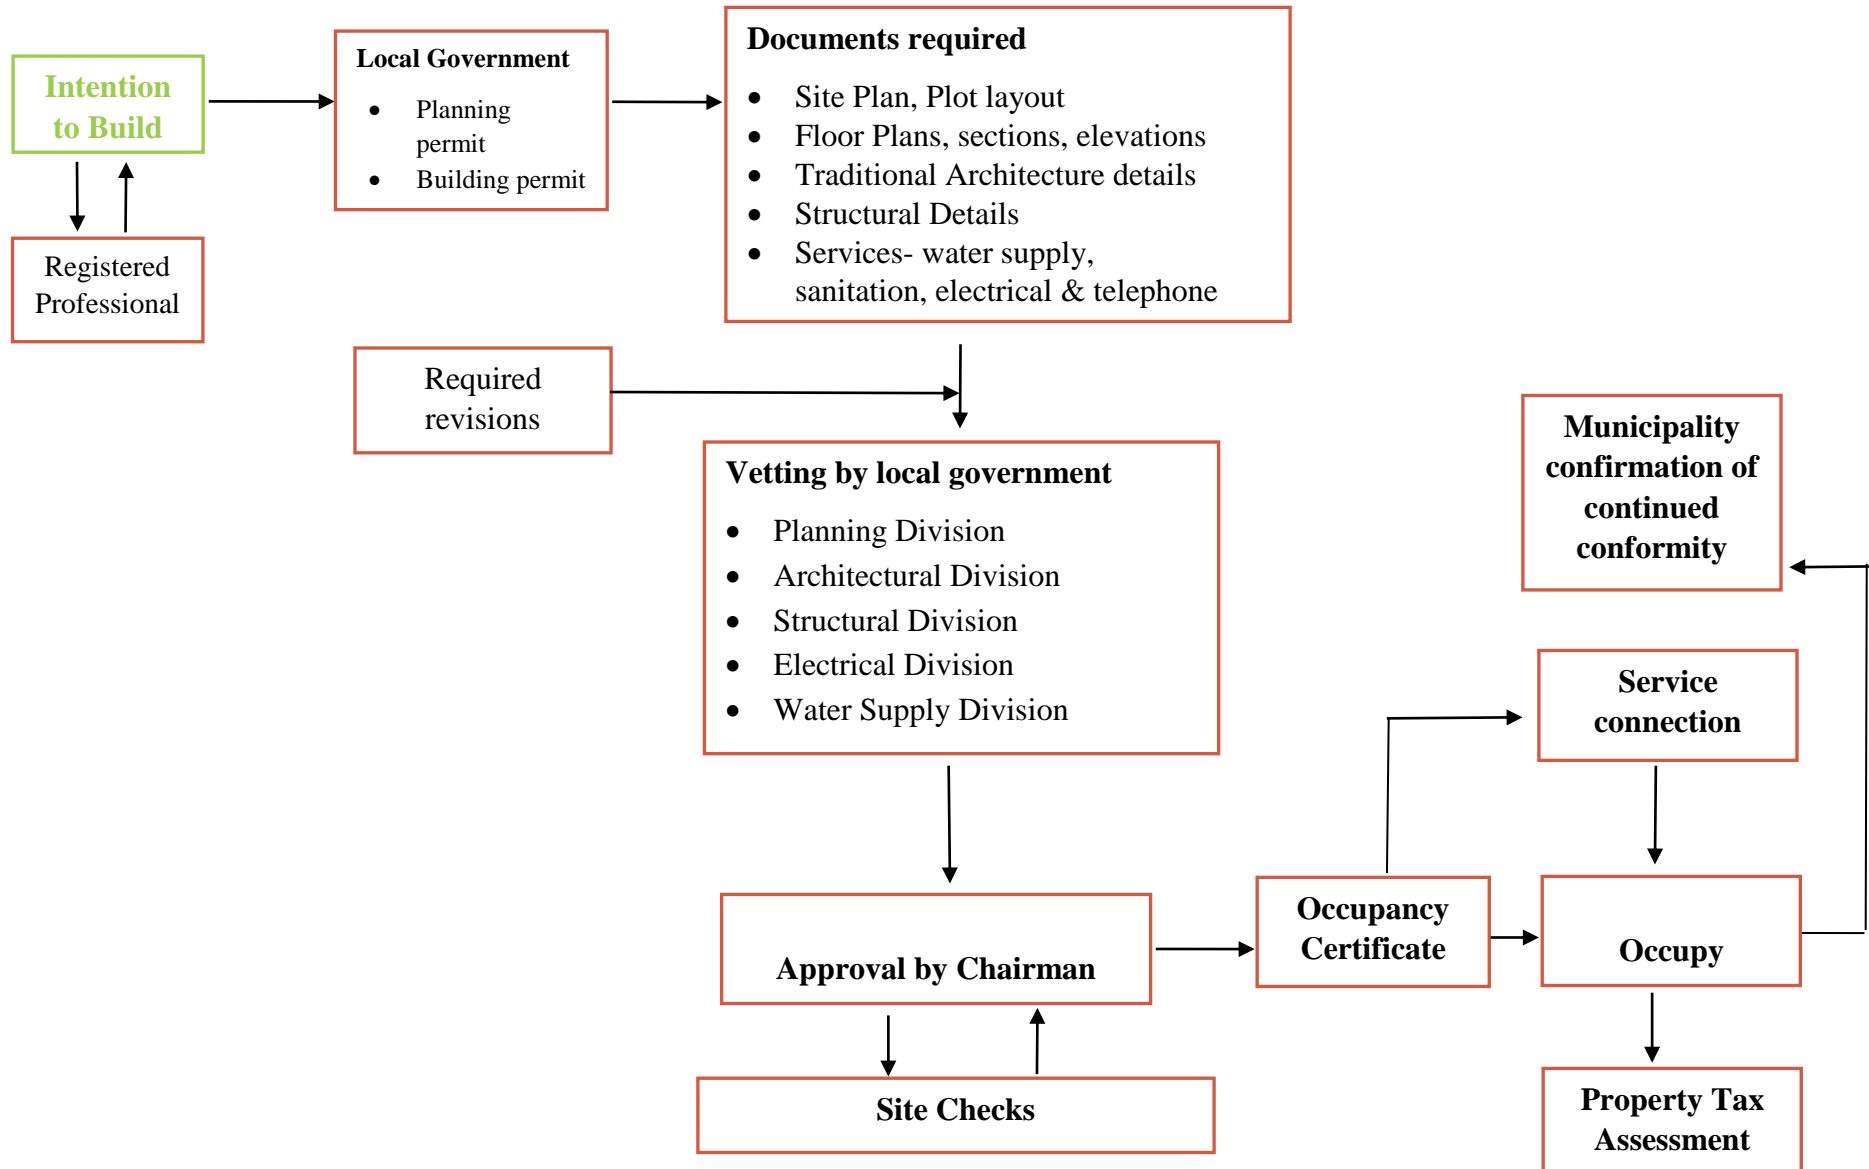 Intention
to Build
Registered
Professional
Local Government
• Planning
permit
• Building permit
Documents required
• Site Plan, Plot layout
• Floor Plans, sections, elevations
• Traditional Architecture details
• Structural Details
• Services- water supply,
sanitation, electrical & telephone
Required
revisions
Vetting by local government
• Planning Division
• Architectural Division
• Structural Division
• Electrical Division
• Water Supply Division
Approval by Chairman
Site Checks
Occupancy
Certificate
Municipality
confirmation of
continued
conformity
Service
connection
Occupy
Property Tax
Assessment